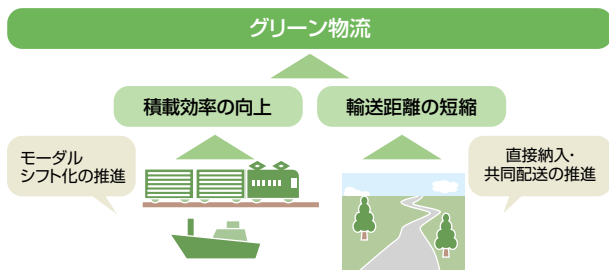 グリーン物流
積載効率の向上
輸送距離の短縮
モーダル
シフト化の推進
直接納入・
共同配送の推進